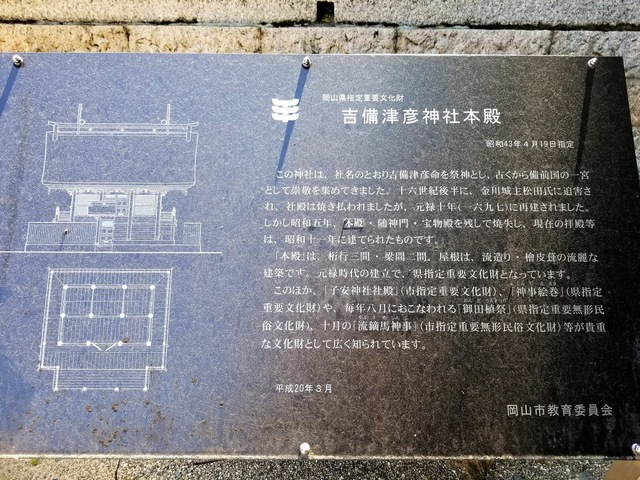 岡山県指定重要文化財
吉備津彦神社本殿
昭和43年4月19日指定
この神社は、社名のとおり吉備津彦命を祭神とし、古くから備前国の一宮
として崇敬を集めてきました。十六世紀後半に、金川城主松田氏に迫害さ
れ、社殿は焼き払われましたが、元禄十年(一六九七)に再建されました。
しかし昭和五年、本殿・随神門・宝物殿を残して焼失し、現在の拝殿等
は、昭和十一年に建てられたものです。
「本殿」は、桁行三間・梁間二間、屋根は、流造り・檜皮葺の流麗な
建築です。元禄時代の建立で、県指定重要文化財となっています。
このほか、「子安神社社殿」(市指定重要文化財)、「神事絵巻」(県指定
重要文化財)や、毎年八月におこなわれる「御田植祭」(県指定重要無形民
俗文化財)、十月の「流鏑馬神事」(市指定重要無形民俗文化財)等が貴重
な文化財として広く知られています。
平成20年3月
岡山市教育委員会